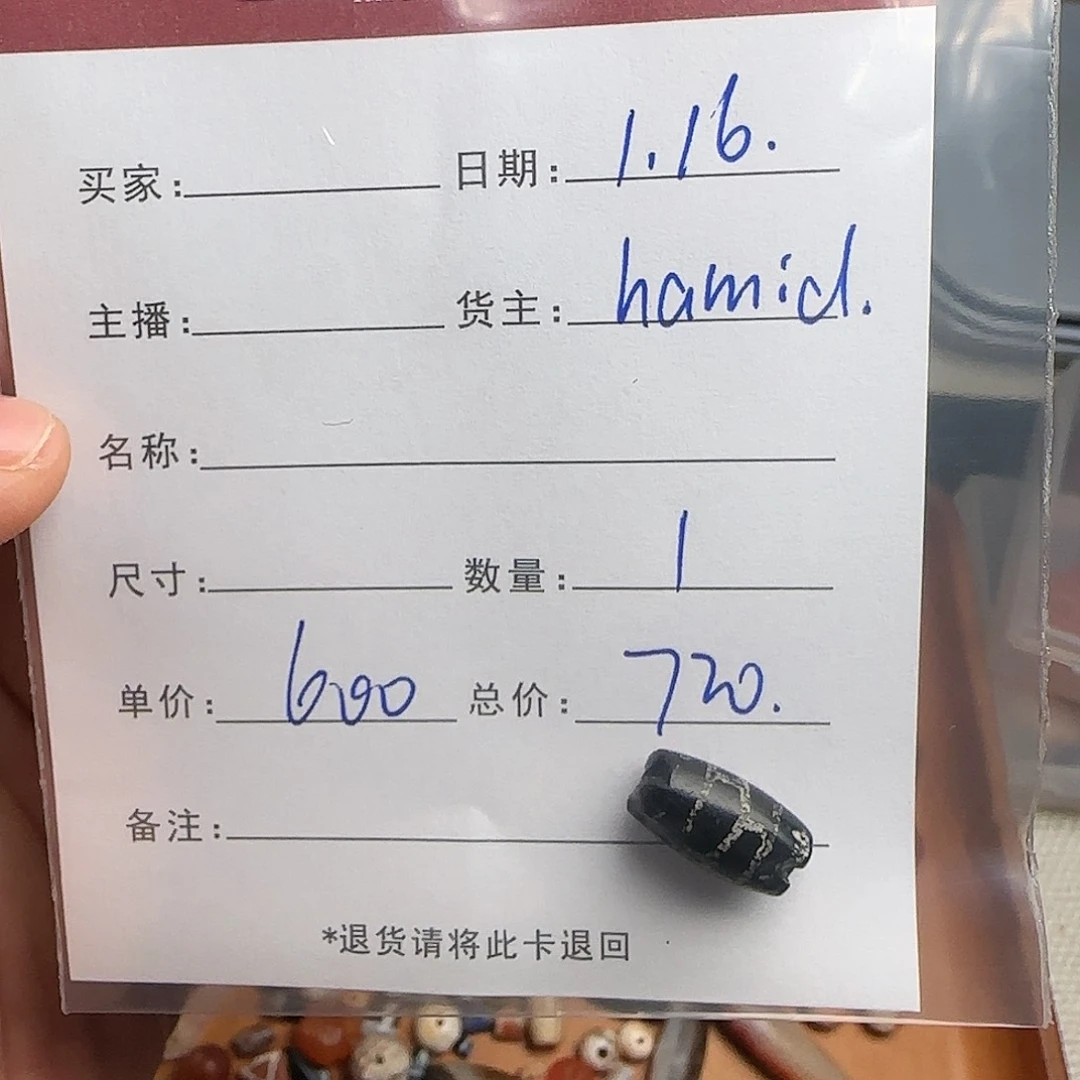 买家: 日期: 1.16.
主播: 货主: hamid.
名称:
尺寸: 数量: 1
单价: 600 总价: 720.
备注:
*退货请将此卡退回